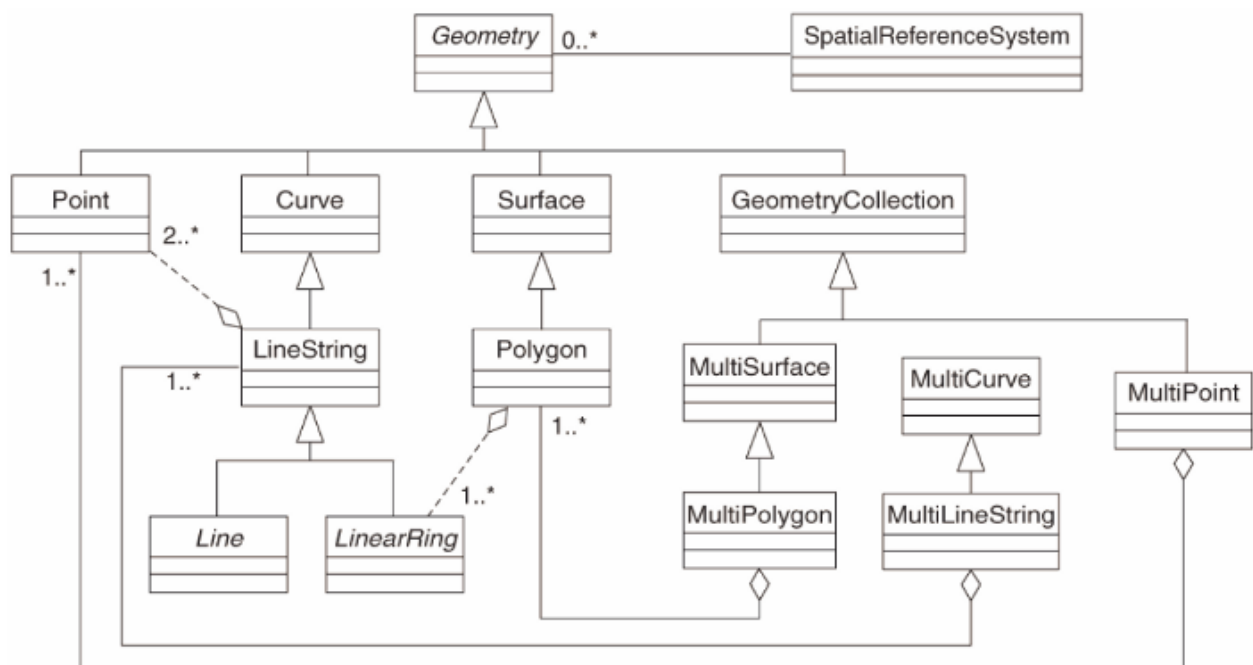 Geometry
0..*
SpatialReferenceSystem
Point
Curve
Surface
GeometryCollection
2..*
1..*
LineString
Polygon
MultiSurface
MultiCurve
MultiPoint
1..*
1..*
1..*
Line
LinearRing
MultiPolygon
MultiLineString